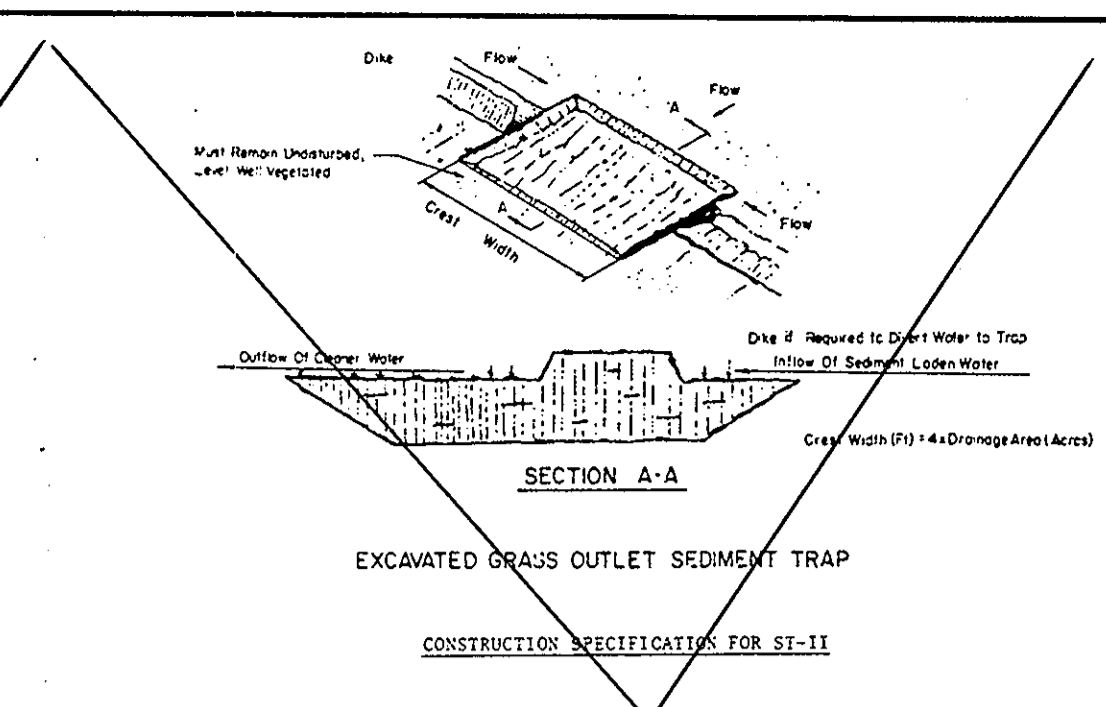 Dike
Flow
Flow
A
Must Remain Undisturbed,
Level Well Vegetated
A
Flow
Crest Width
Dike if Required to Divert Water to Trap
Outflow Of Cleaner Water
Inflow Of Sediment Laden Water
Crest Width (Ft) = 4x Drainage Area (Acres)
SECTION A-A
EXCAVATED GRASS OUTLET SEDIMENT TRAP
CONSTRUCTION SPECIFICATION FOR ST-II